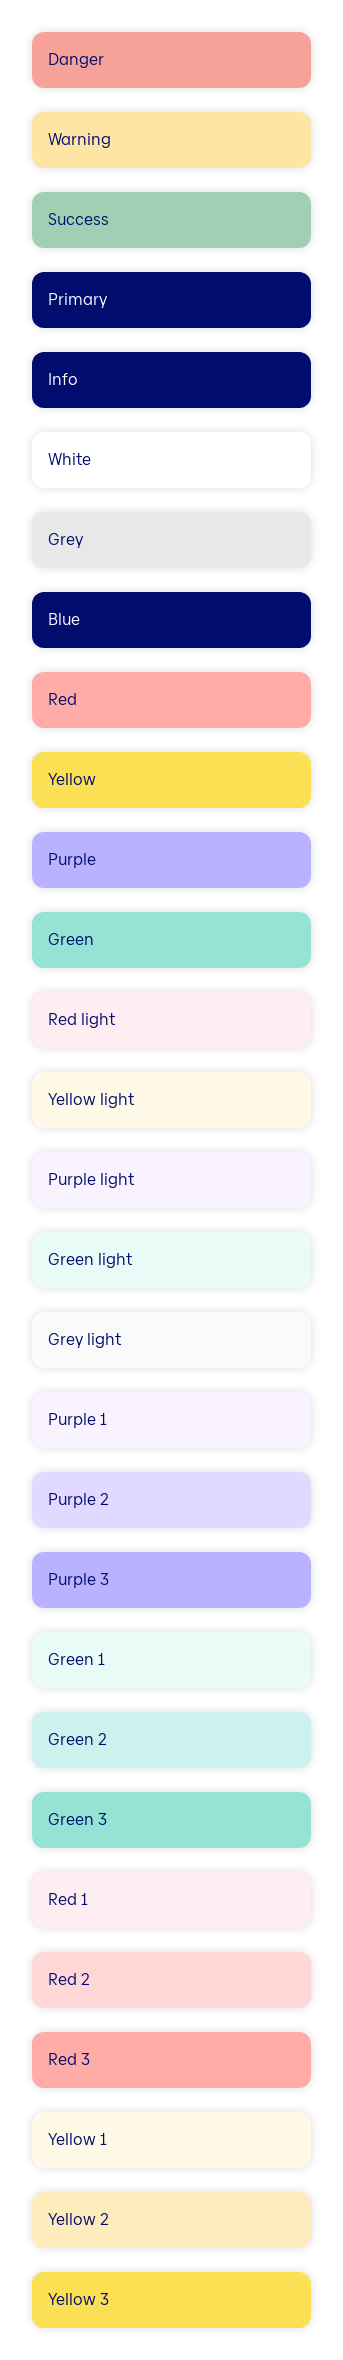 Danger
Warning
Success
Primary
Info
White
Grey
Blue
Red
Yellow
Purple
Green
Red light
Yellow light
Purple light
Green light
Grey light
Purple 1
Purple 2
Purple 3
Green 1
Green 2
Green 3
Red 1
Red 2
Red 3
Yellow 1
Yellow 2
Yellow 3